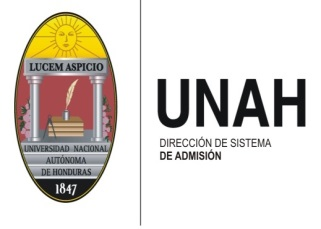 LUCEM ASPICIO
UNIVERSIDAD NACIONAL
AUTÓNOMA
DE HONDURAS
1847
UNAH
DIRECCIÓN DE SISTEMA
DE ADMISIÓN